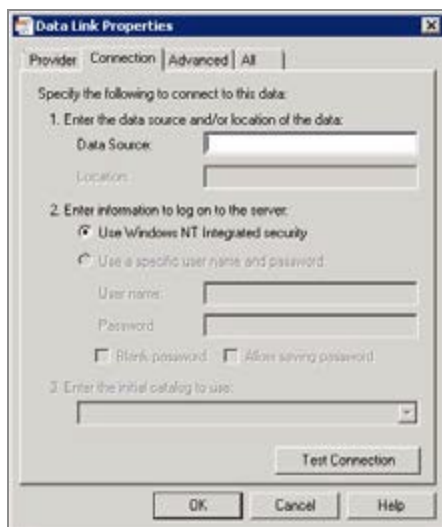 Data Link Properties
Provider Connection Advanced All
Specify the following to connect to this data:
1. Enter the data source and/or location of the data:
Data Source:
Location:
2. Enter information to log on to the server:
Use Windows NT Integrated security
Use a specific user name and password
User name:
Password:
Blank password Allow saving password
3. Enter the initial catalog to use:
Test Connection
OK Cancel Help